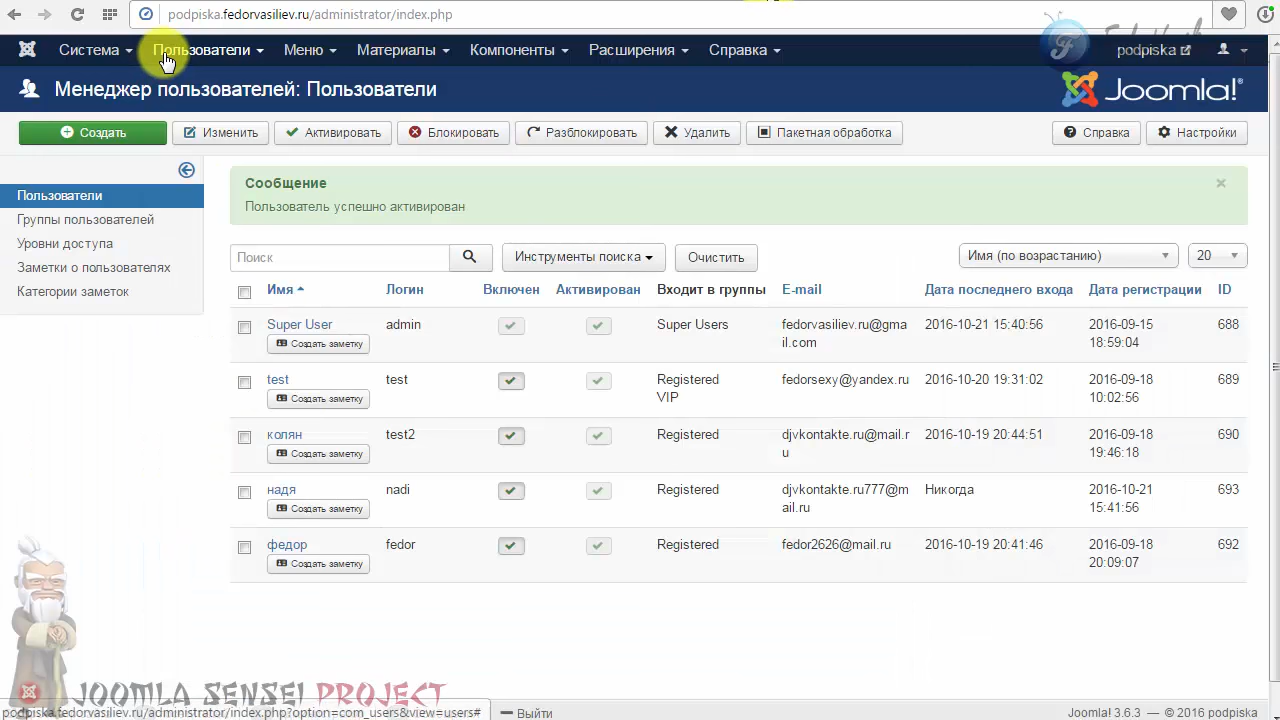 podpiska.fedorvasiliev.ru/administrator/index.php
Система Пользователи Меню Материалы Компоненты Расширения Справка podpiska
Менеджер пользователей: Пользователи
Joomla!®
Создать Изменить Активировать Блокировать Разблокировать Удалить Пакетная обработка Справка Настройки
Пользователи
Группы пользователей
Уровни доступа
Заметки о пользователях
Категории заметок
Сообщение
Пользователь успешно активирован
Поиск Инструменты поиска Очистить Имя (по возрастанию) 20
Имя Логин Включен Активирован Входит в группы E-mail Дата последнего входа Дата регистрации ID
Super User admin Super Users fedorvasiliev.ru@gma 2016-10-21 15:40:56 2016-09-15 688
Создать заметку il.com 18:59:04
test test Registered fedorsexy@yandex.ru 2016-10-20 19:31:02 2016-09-18 689
Создать заметку VIP 10:02:56
колян test2 Registered djvkontakte.ru@mail.r 2016-10-19 20:44:51 2016-09-18 690
Создать заметку u 19:46:18
надя nadi Registered djvkontakte.ru777@m Никогда 2016-10-21 693
Создать заметку ail.ru 15:41:56
федор fedor Registered fedor2626@mail.ru 2016-10-19 20:41:46 2016-09-18 692
Создать заметку 20:09:07
JOOMLA SENSEI PROJECT
podpiska.fedorvasiliev.ru/administrator/index.php?option=com_users&view=users# Выйти Joomla! 3.6.3 — © 2016 podpiska